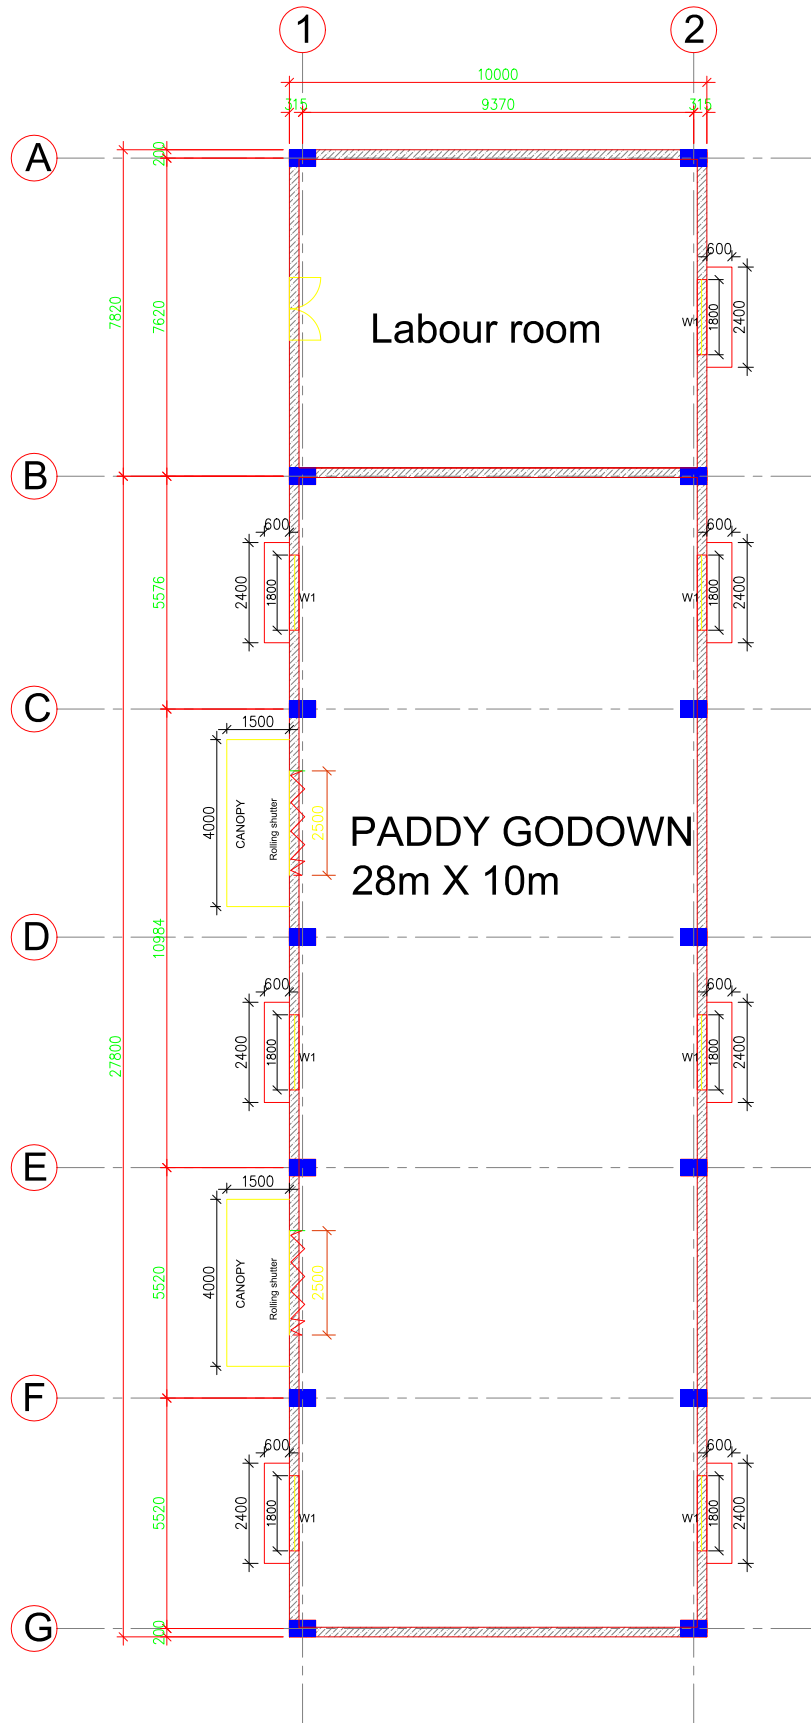 1
2
10000
315
9370
315
A
200
600
7820
7620
Labour room
W1
1800
2400
B
600
600
5576
2400
1800
W1
W1
1800
2400
C
1500
4000
CANOPY
Rolling shutter
2500
PADDY GODOWN
28m X 10m
D
10984
600
600
27800
2400
1800
W1
W1
1800
2400
E
1500
5520
4000
CANOPY
Rolling shutter
2500
F
600
600
5520
2400
1800
W1
W1
1800
2400
G
200